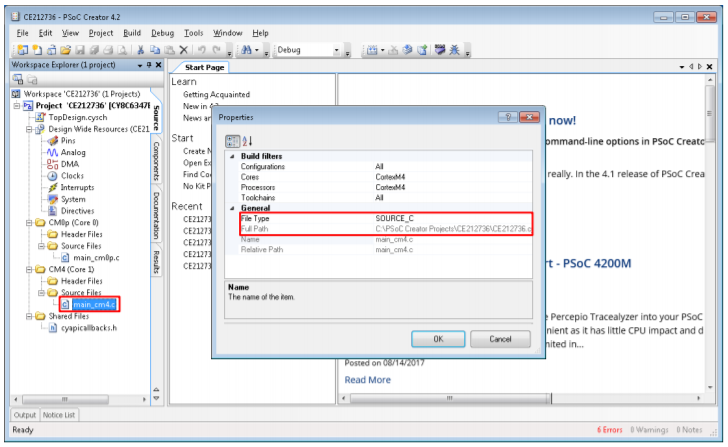 CE212736 - PSoC Creator 4.2
File Edit View Project Build Debug Tools Window Help
Debug
Workspace Explorer (1 project)
Workspace 'CE212736' (1 Projects)
Project 'CE212736' [CY8C6347B
TopDesign.cysch
Design Wide Resources (CE21
Pins
Analog
DMA
Clocks
Interrupts
System
Directives
CM0p (Core 0)
Header Files
Source Files
main_cm0p.c
CM4 (Core 1)
Header Files
Source Files
main_cm4.c
Shared Files
cyapicallbacks.h
Source
Components
Documentation
Results
Start Page
Learn
Getting Acquainted
New in 4.2
News an
Start
Create N
Open Ex
Find Co
No Kit P
Recent
CE21273
CE21273
CE21273
CE21273
CE21273
now!
ommand-line options in PSoC Creato
really. In the 4.1 release of PSoC Crea
rt - PSoC 4200M
e Percepio Tracealyzer into your PSoC
nient as it has little CPU impact and d
nited in...
Posted on 08/14/2017
Read More
Properties
Build filters
Configurations All
Cores CortexM4
Processors CortexM4
Toolchains All
General
File Type SOURCE_C
Full Path C:\PSoC Creator Projects\CE212736\CE212736.c
Name main_cm4.c
Relative Path main_cm4.c
Name
The name of the item.
OK Cancel
Output Notice List
Ready
6 Errors 0 Warnings 0 Notes